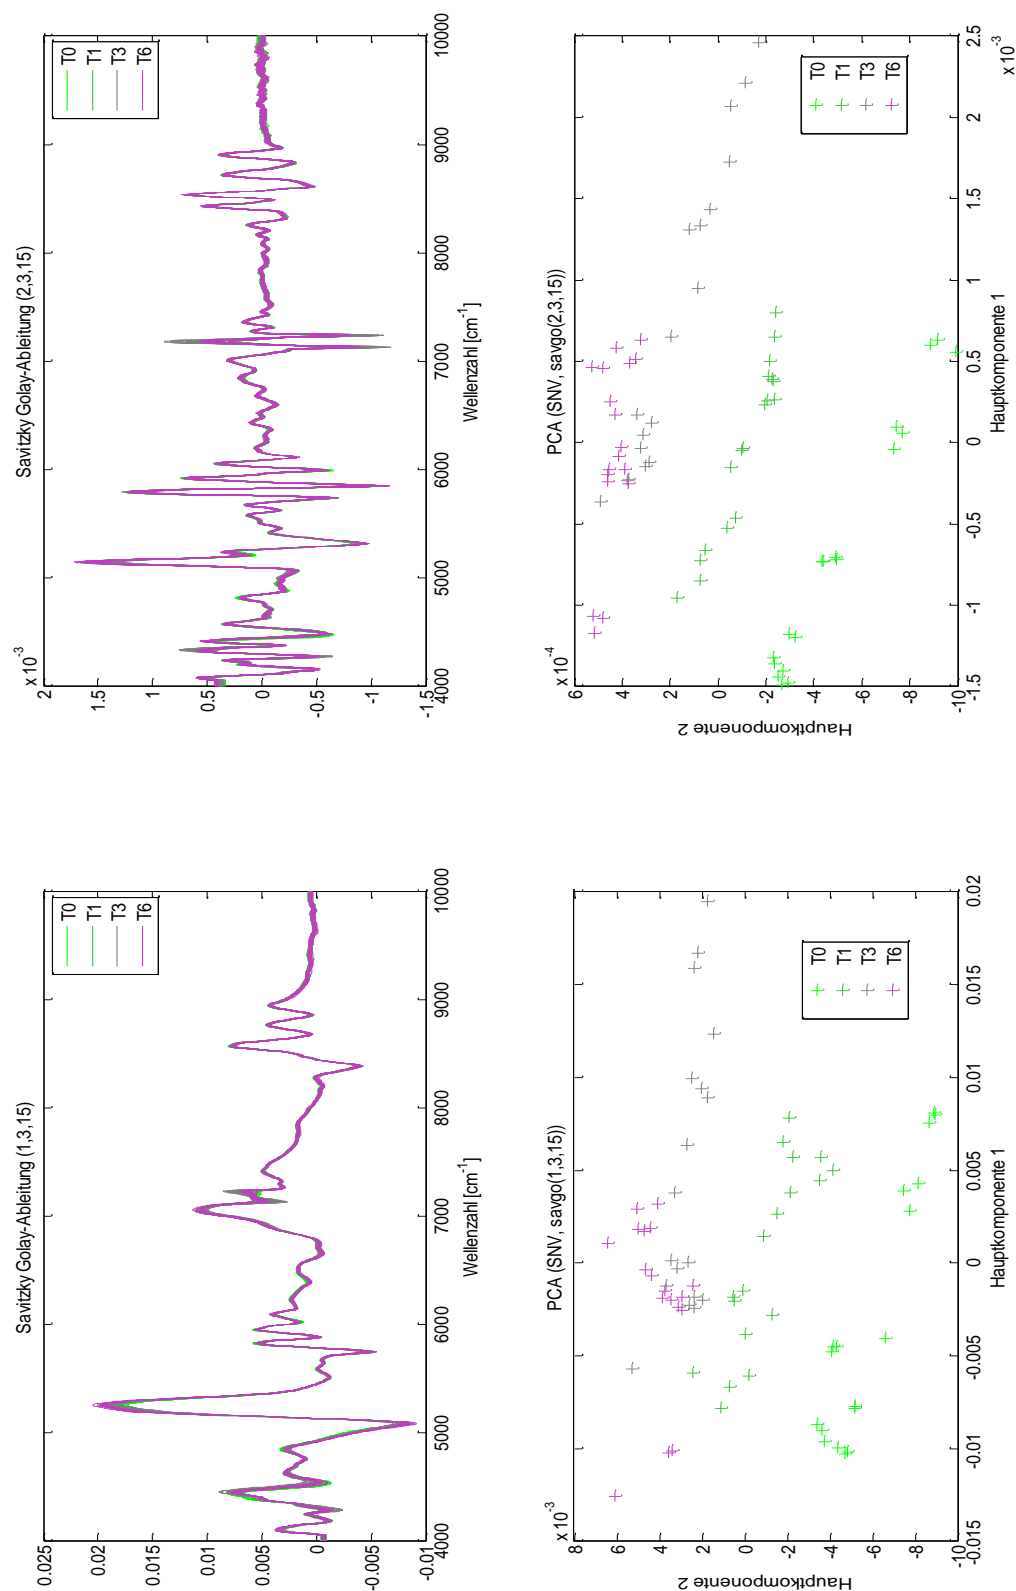 Savitzky Golay-Ableitung (1,3,15)
0.025
0.02
0.015
0.01
0.005
0
-0.005
-0.01
4000 5000 6000 7000 8000 9000 10000
Wellenzahl [cm⁻¹]
T0
T1
T3
T6
Savitzky Golay-Ableitung (2,3,15)
x 10⁻³
2
1.5
1
0.5
0
-0.5
-1
-1.5
4000 5000 6000 7000 8000 9000 10000
Wellenzahl [cm⁻¹]
T0
T1
T3
T6
PCA (SNV, savgo(1,3,15))
x 10⁻³
8
6
4
2
0
-2
-4
-6
-8
-10
Hauptkomponente 2
-0.015 -0.01 -0.005 0 0.005 0.01 0.015 0.02
Hauptkomponente 1
T0
T1
T3
T6
PCA (SNV, savgo(2,3,15))
x 10⁻⁴
6
4
2
0
-2
-4
-6
-8
-10
Hauptkomponente 2
-1.5 -1 -0.5 0 0.5 1 1.5 2 2.5
x 10⁻³
Hauptkomponente 1
T0
T1
T3
T6